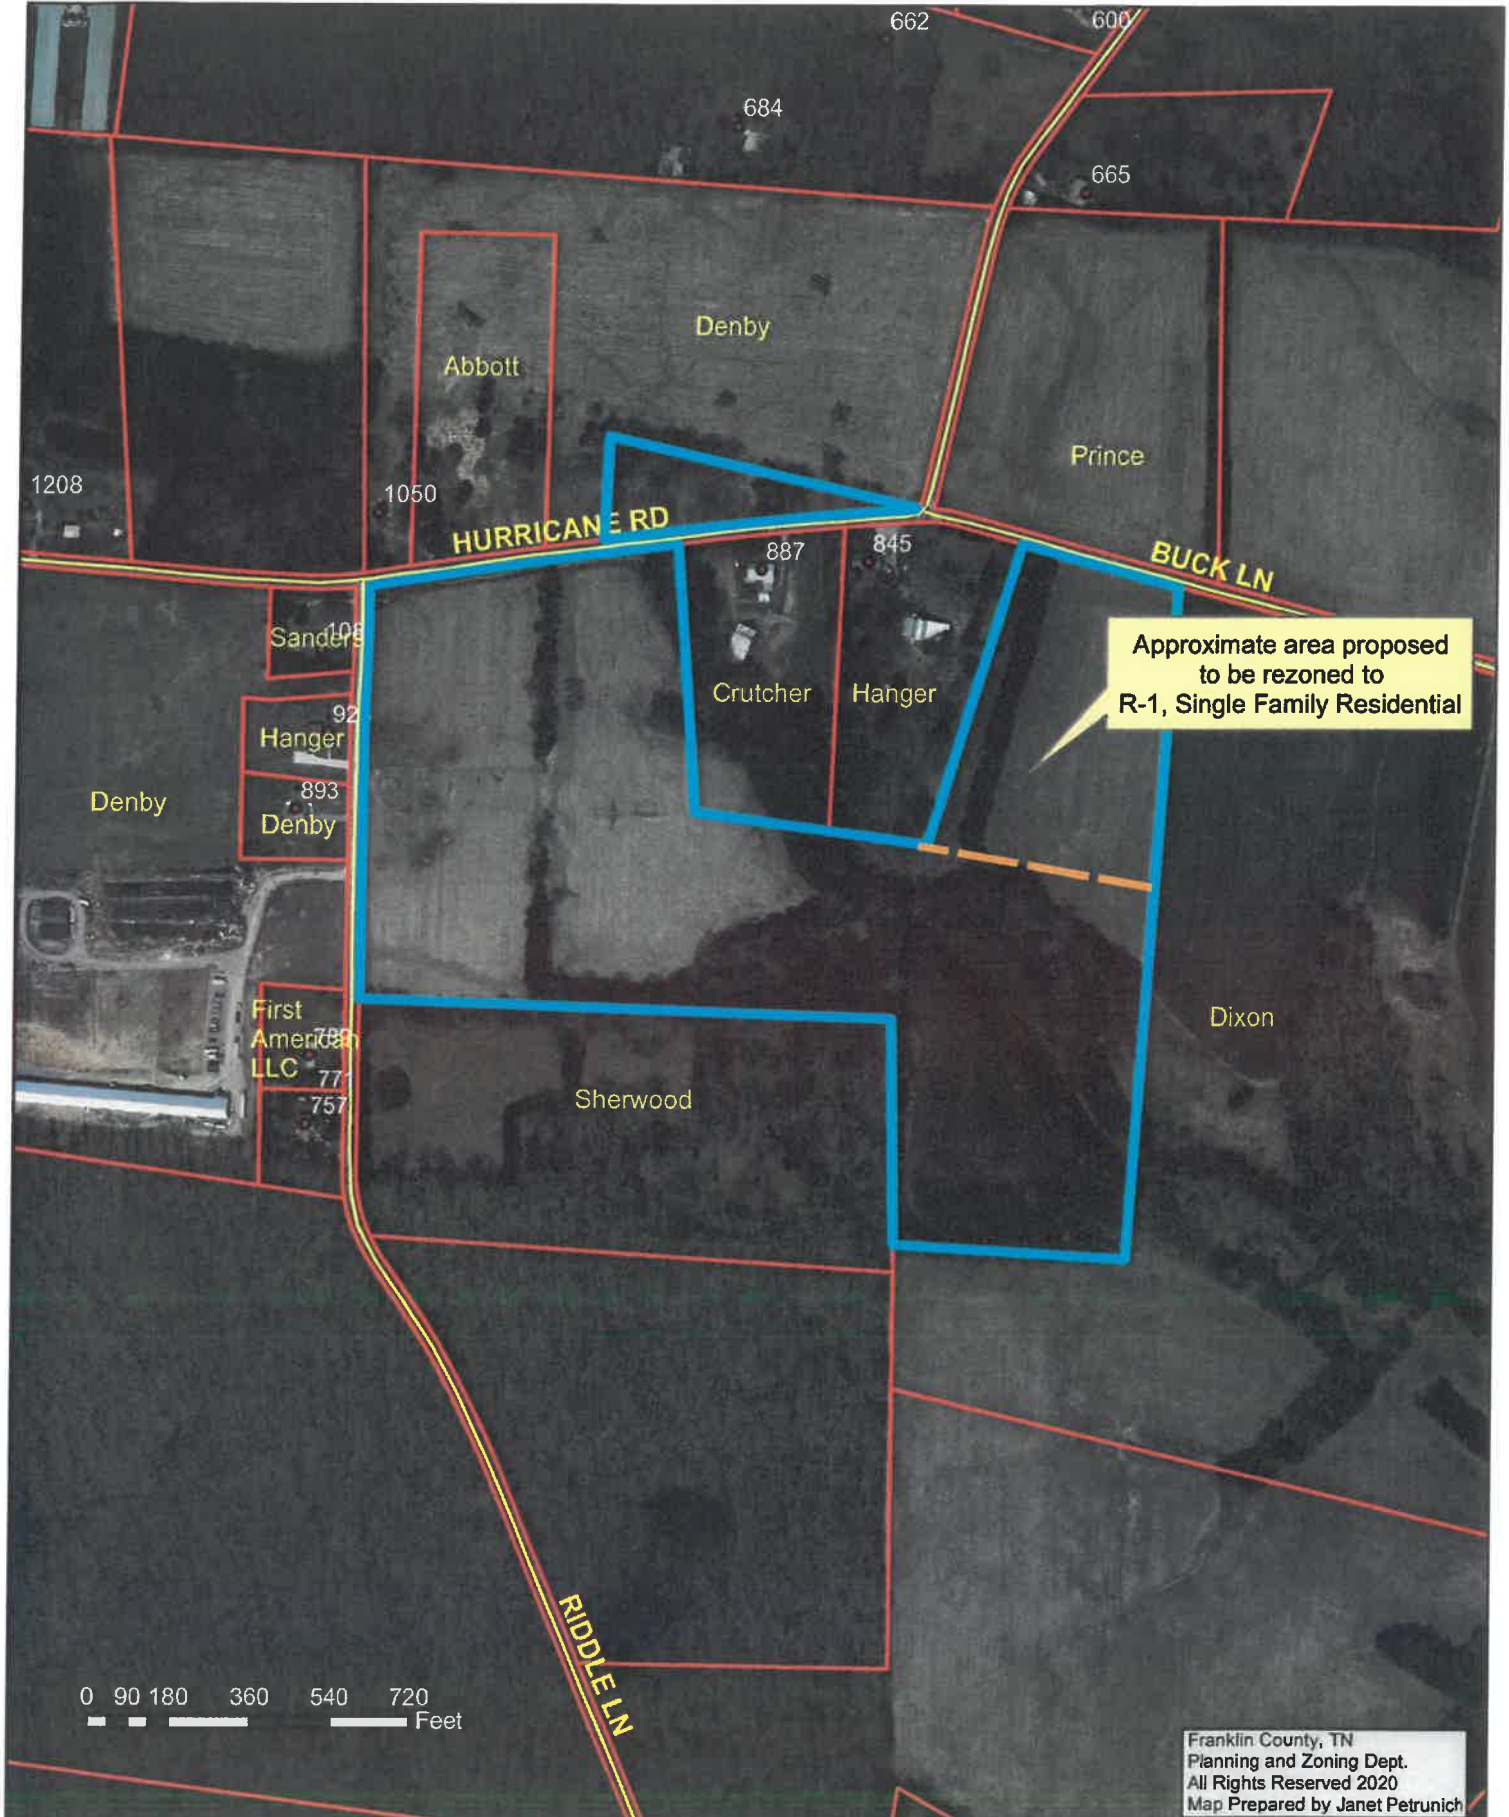 662
600
684
665
Denby
Abbott
Prince
1208
1050
HURRICANE RD
887
845
BUCK LN
Sanders
108
Approximate area proposed
to be rezoned to
R-1, Single Family Residential
Crutcher
Hanger
92
Hanger
893
Denby
Denby
First
American
LLC
771
757
Dixon
Sherwood
RIDDLE LN
0 90 180 360 540 720
Feet
Franklin County, TN
Planning and Zoning Dept.
All Rights Reserved 2020
Map Prepared by Janet Petrunich